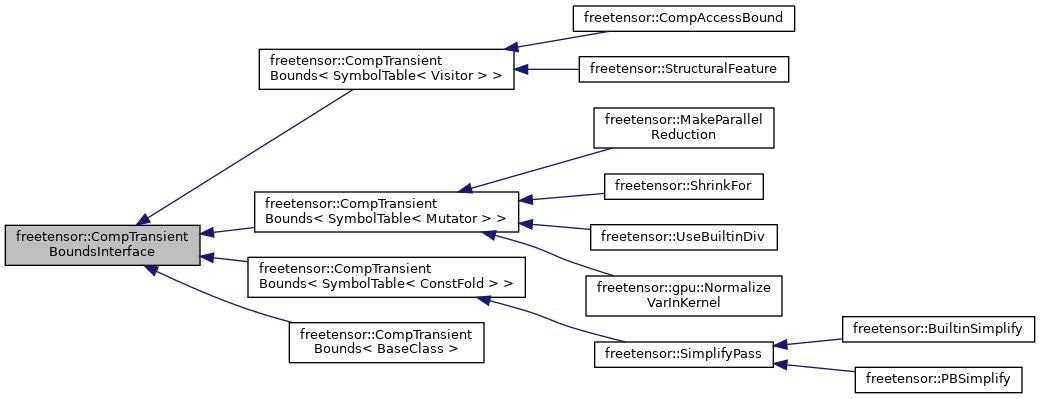 freetensor::CompAccessBound
freetensor::CompTransient
Bounds< SymbolTable< Visitor > >
freetensor::StructuralFeature
freetensor::MakeParallel
Reduction
freetensor::ShrinkFor
freetensor::CompTransient
Bounds< SymbolTable< Mutator > >
freetensor::UseBuiltinDiv
freetensor::CompTransient
BoundsInterface
freetensor::CompTransient
Bounds< SymbolTable< ConstFold > >
freetensor::gpu::Normalize
VarInKernel
freetensor::CompTransient
Bounds< BaseClass >
freetensor::SimplifyPass
freetensor::BuiltinSimplify
freetensor::PBSimplify